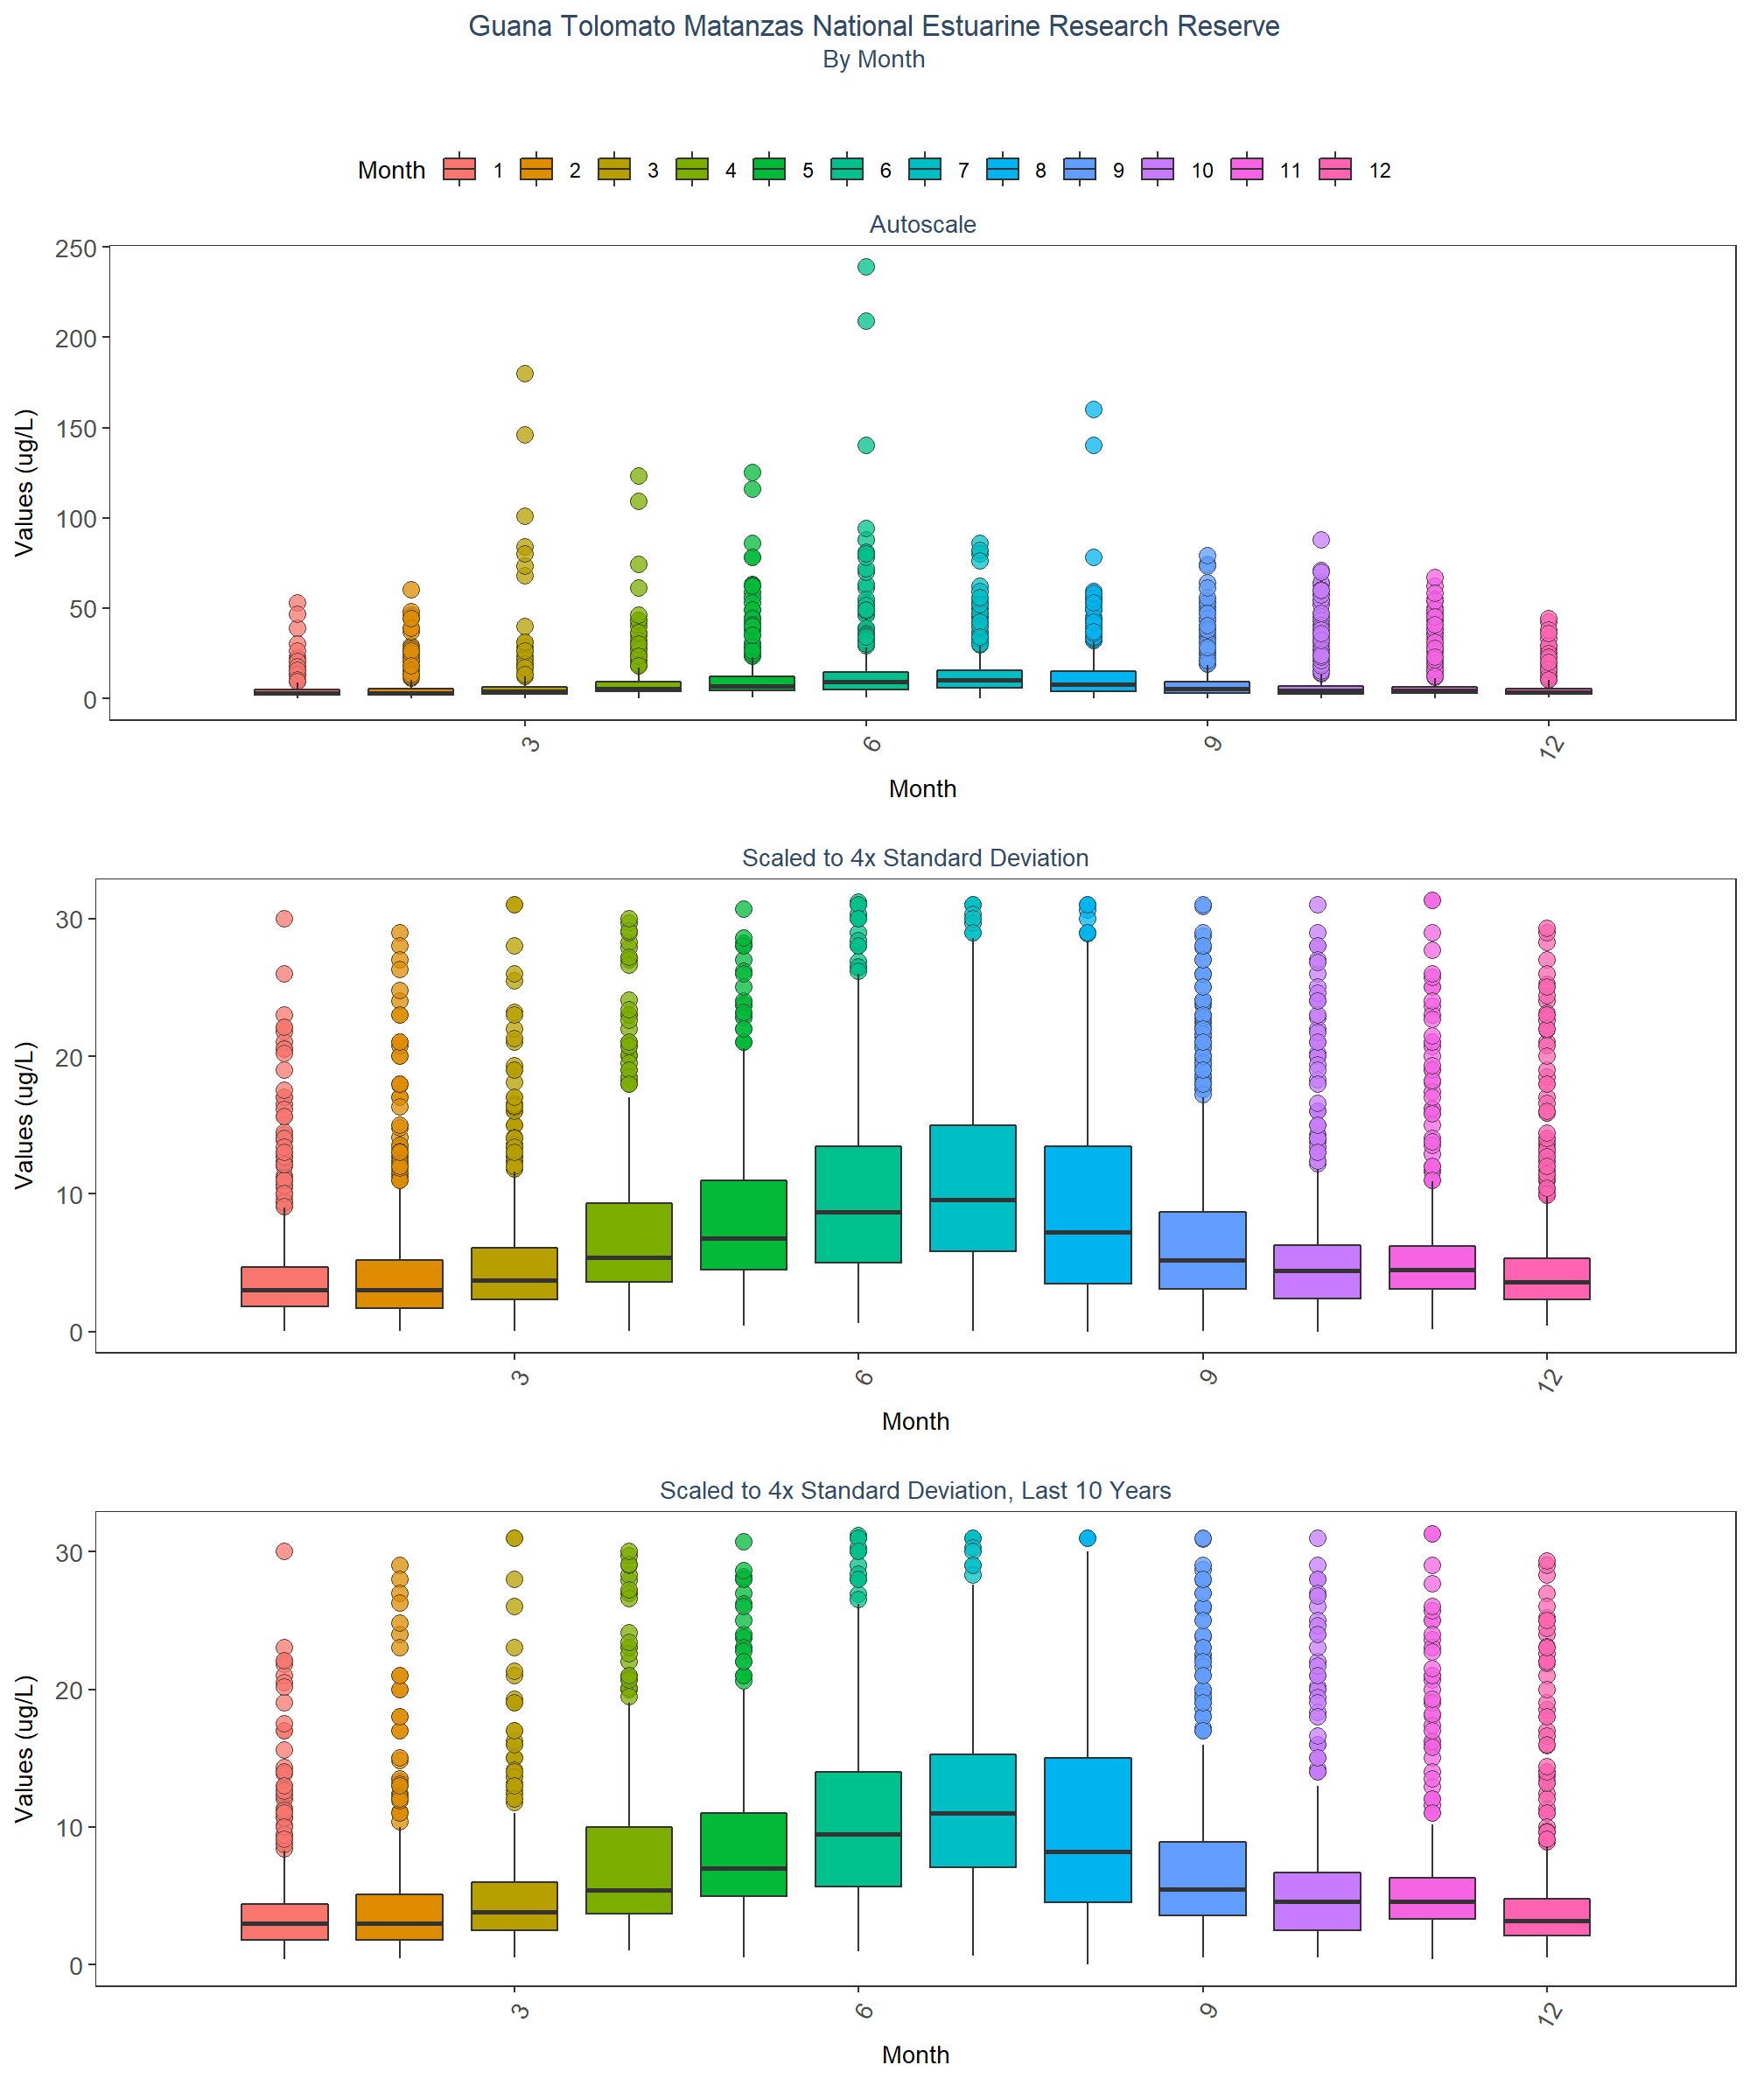 Guana Tolomato Matanzas National Estuarine Research Reserve
By Month
Month 1 2 3 4 5 6 7 8 9 10 11 12
Autoscale
250
200
150
100
50
0
Values (ug/L)
3 6 9 12
Month
Scaled to 4x Standard Deviation
30
20
10
0
Values (ug/L)
3 6 9 12
Month
Scaled to 4x Standard Deviation, Last 10 Years
30
20
10
0
Values (ug/L)
3 6 9 12
Month